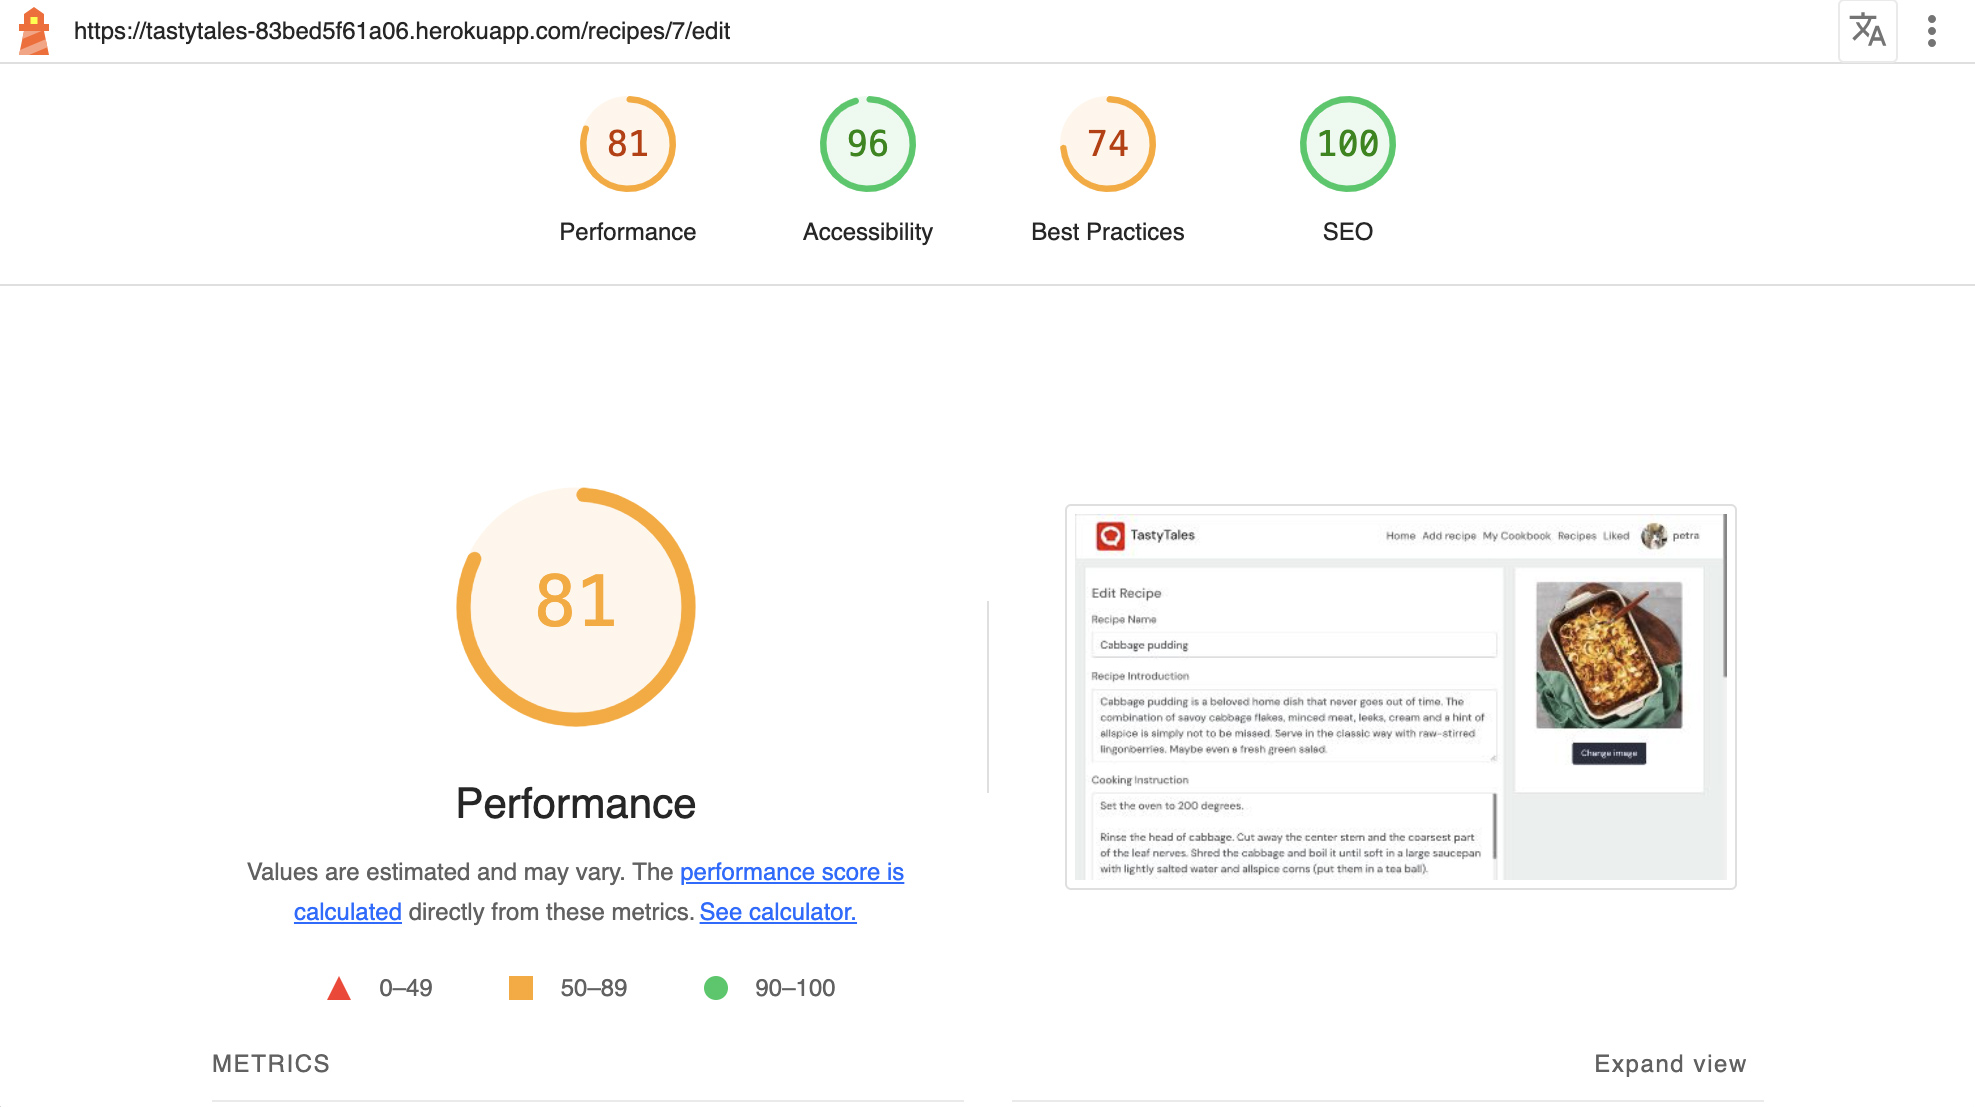 https://tastytales-83bed5f61a06.herokuapp.com/recipes/7/edit
81
96
74
100
Performance
Accessibility
Best Practices
SEO
81
Performance
Values are estimated and may vary. The performance score is
calculated directly from these metrics. See calculator.
0–49
50–89
90–100
TastyTales
Home Add recipe My Cookbook Recipes Liked petra
Edit Recipe
Recipe Name
Cabbage pudding
Recipe Introduction
Cabbage pudding is a beloved home dish that never goes out of time. The
combination of savoy cabbage flakes, minced meat, leeks, cream and a hint of
allspice is simply not to be missed. Serve in the classic way with raw-stirred
lingonberries. Maybe even a fresh green salad.
Change image
Cooking Instruction
Set the oven to 200 degrees.
Rinse the head of cabbage. Cut away the center stem and the coarsest part
of the leaf nerves. Shred the cabbage and boil it until soft in a large saucepan
with lightly salted water and allspice corns (put them in a tea ball).
METRICS
Expand view